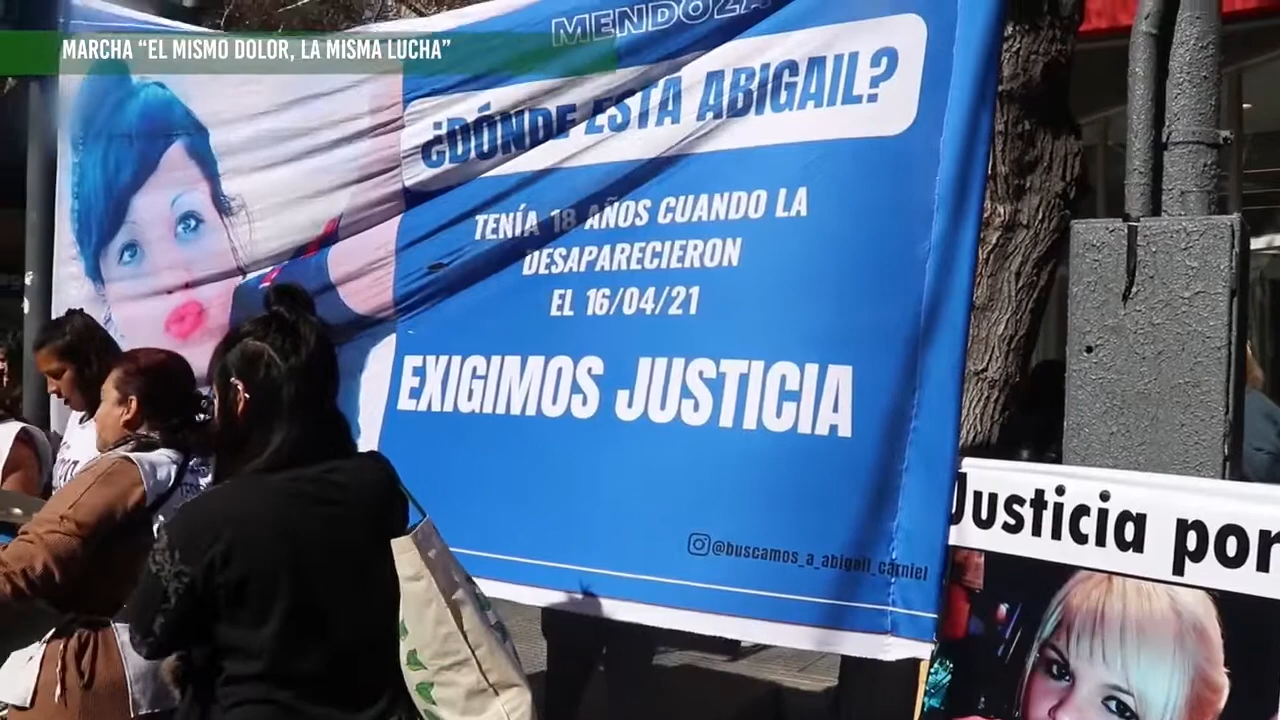 MARCHA “EL MISMO DOLOR, LA MISMA LUCHA”
MENDOZA
¿DÓNDE ESTÁ ABIGAIL?
TENÍA 18 AÑOS CUANDO LA
DESAPARECIERON
EL 16/04/21
EXIGIMOS JUSTICIA
@buscamos_a_abigail_carniel
Justicia por